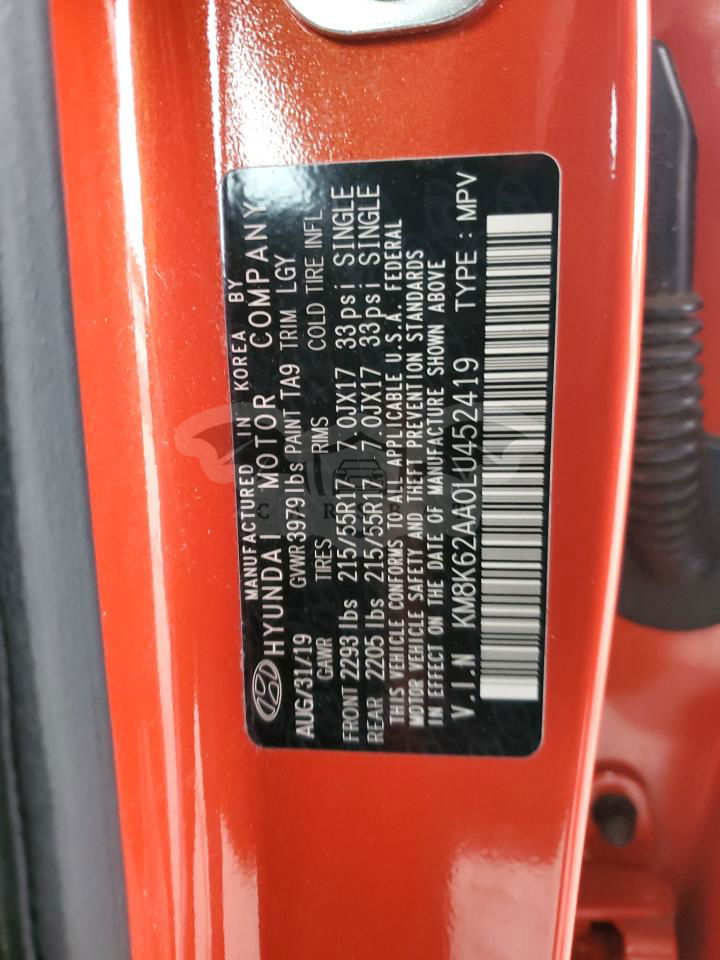 MANUFACTURED IN KOREA BY
HYUNDAI MOTOR COMPANY
AUG/31/19 GVWR 3979 lbs PAINT TA9 TRIM LGY
GAWR TIRES RIMS COLD TIRE INFL
FRONT 2293 lbs 215/55R17 7.0JX17 33psi SINGLE
REAR 2205 lbs 215/55R17 7.0JX17 33psi SINGLE
THIS VEHICLE CONFORMS TO ALL APPLICABLE U.S.A. FEDERAL
MOTOR VEHICLE SAFETY AND THEFT PREVENTION STANDARDS
IN EFFECT ON THE DATE OF MANUFACTURE SHOWN ABOVE
V.I.N KM8K62AA0LU452419 TYPE : MPV